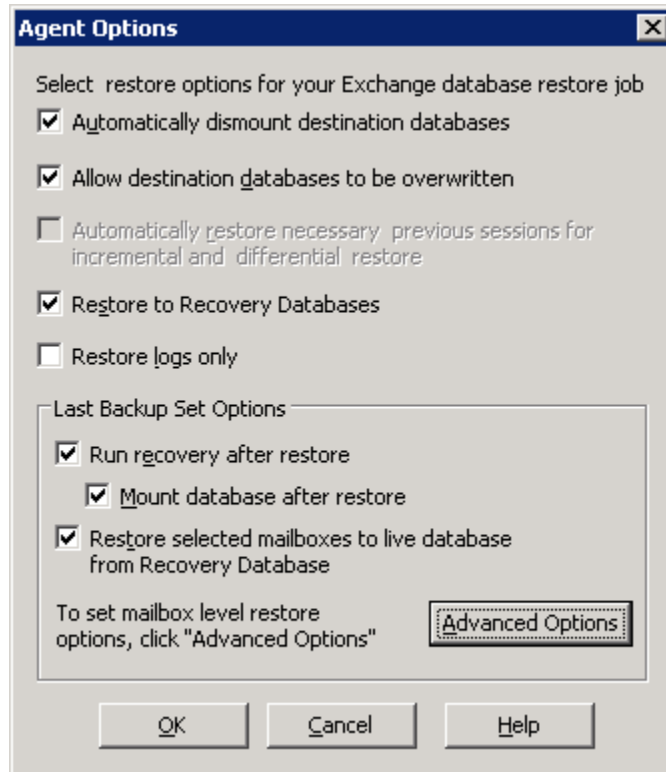 Agent Options
Select restore options for your Exchange database restore job
Automatically dismount destination databases
Allow destination databases to be overwritten
Automatically restore necessary previous sessions for
incremental and differential restore
Restore to Recovery Databases
Restore logs only
Last Backup Set Options
Run recovery after restore
Mount database after restore
Restore selected mailboxes to live database
from Recovery Database
To set mailbox level restore
options, click "Advanced Options"
Advanced Options
OK
Cancel
Help